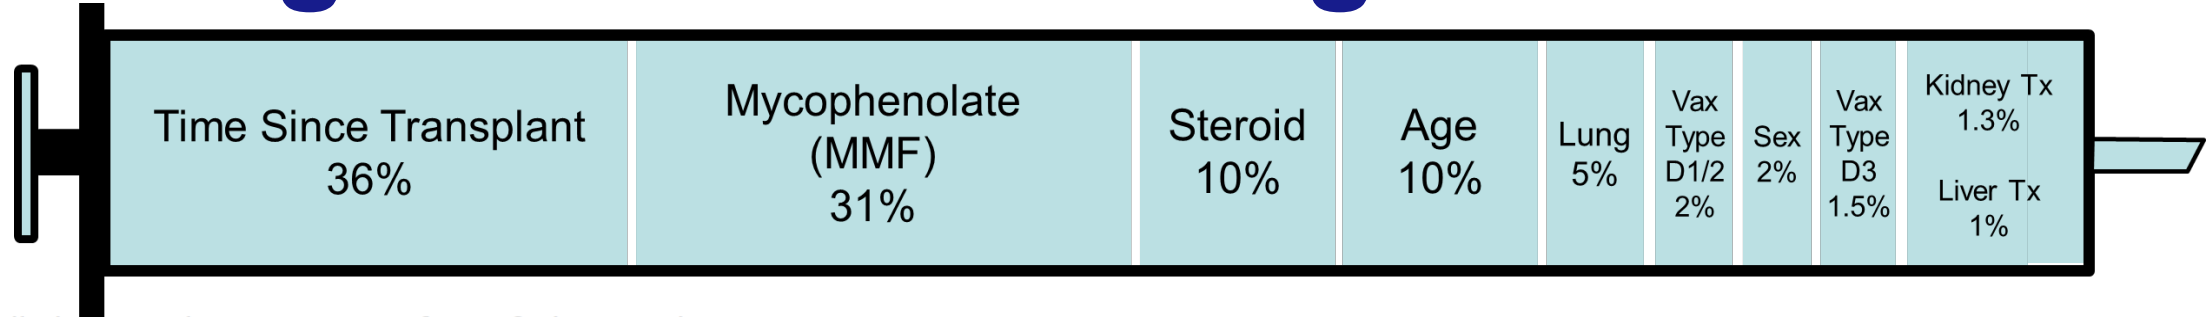 Time Since Transplant
36%
Mycophenolate
(MMF)
31%
Steroid
10%
Age
10%
Lung
5%
Vax
Type
D1/2
2%
Sex
2%
Vax
Type
D3
1.5%
Kidney Tx
1.3%
Liver Tx
1%